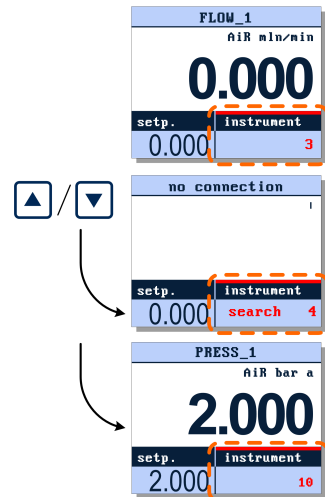 FLOW_1
AiR mln/min
0.000
setp. instrument
0.000 3
/
no connection
setp. instrument
0.000 search 4
PRESS_1
AiR bar a
2.000
setp. instrument
2.000 10